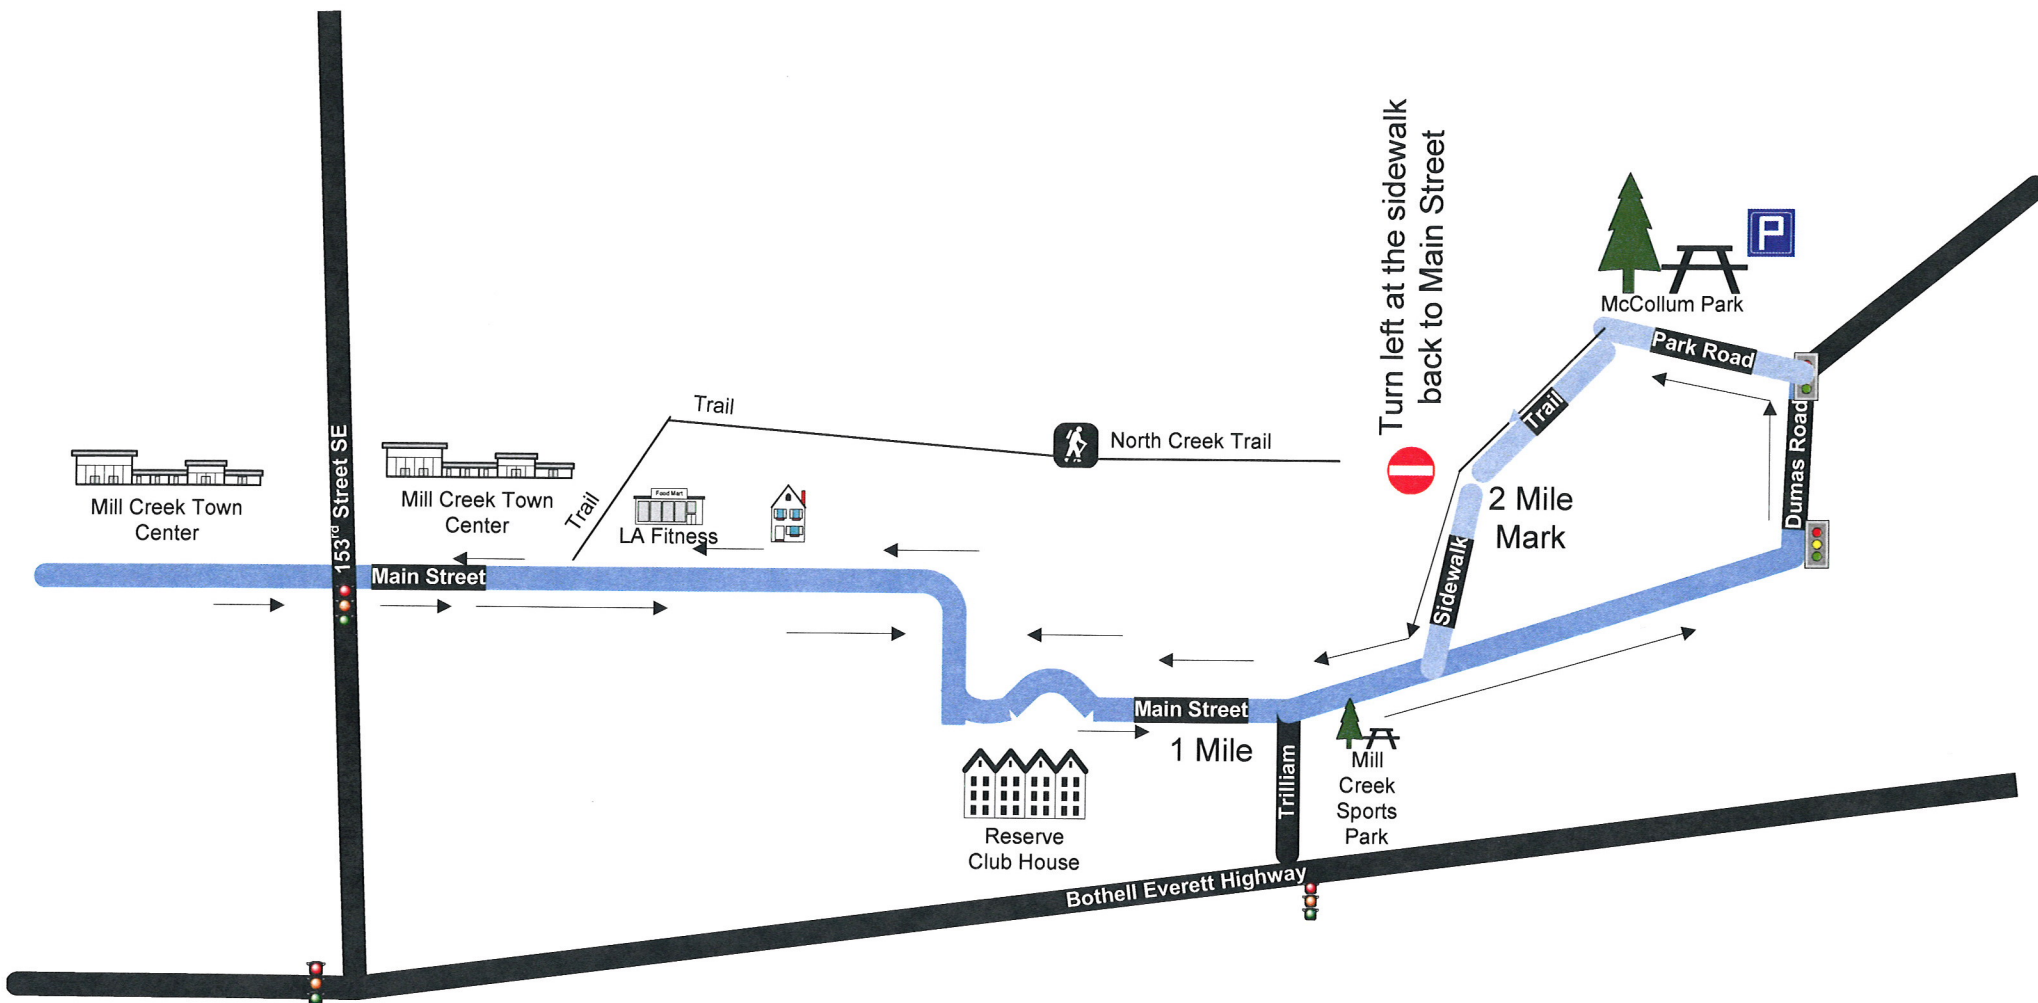 Turn left at the sidewalk
back to Main Street
P
McCollum Park
Park Road
Trail
Dumas Road
2 Mile
Mark
Sidewalk
Trail
North Creek Trail
153rd Street SE
Mill Creek Town
Center
Mill Creek Town
Center
Trail
Food Mart
LA Fitness
Main Street
Main Street
1 Mile
Trilliam
Mill
Creek
Sports
Park
Reserve
Club House
Bothell Everett Highway